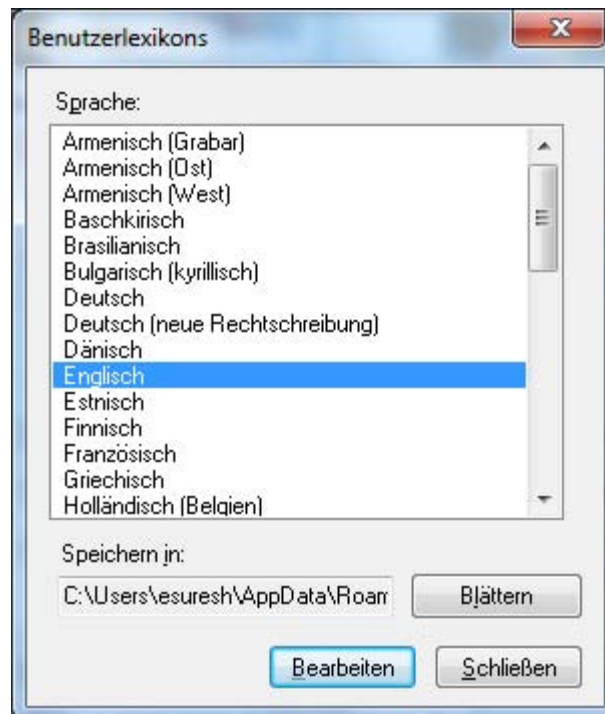 Benutzerlexikons
Sprache:
Armenisch (Grabar)
Armenisch (Ost)
Armenisch (West)
Baschkirisch
Brasilianisch
Bulgarisch (kyrillisch)
Deutsch
Deutsch (neue Rechtschreibung)
Dänisch
Englisch
Estnisch
Finnisch
Französisch
Griechisch
Holländisch (Belgien)
Speichern in:
C:\Users\esuresh\AppData\Roam Blättern
Bearbeiten Schließen